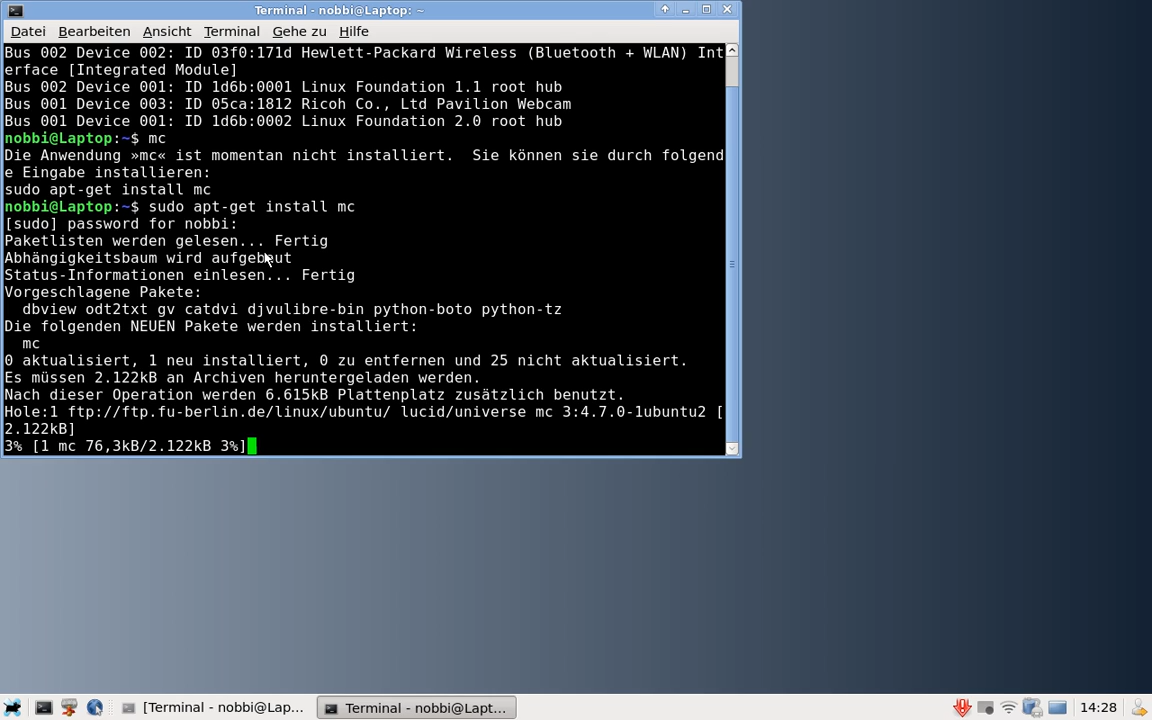 Terminal - nobbi@Laptop: ~
Datei Bearbeiten Ansicht Terminal Gehe zu Hilfe
Bus 002 Device 002: ID 03f0:171d Hewlett-Packard Wireless (Bluetooth + WLAN) Int
erface [Integrated Module]
Bus 002 Device 001: ID 1d6b:0001 Linux Foundation 1.1 root hub
Bus 001 Device 003: ID 05ca:1812 Ricoh Co., Ltd Pavilion Webcam
Bus 001 Device 001: ID 1d6b:0002 Linux Foundation 2.0 root hub
nobbi@Laptop:~$ mc
Die Anwendung »mc« ist momentan nicht installiert.  Sie können sie durch folgend
e Eingabe installieren:
sudo apt-get install mc
nobbi@Laptop:~$ sudo apt-get install mc
[sudo] password for nobbi:
Paketlisten werden gelesen... Fertig
Abhängigkeitsbaum wird aufgebaut
Status-Informationen einlesen... Fertig
Vorgeschlagene Pakete:
  dbview odt2txt gv catdvi djvulibre-bin python-boto python-tz
Die folgenden NEUEN Pakete werden installiert:
  mc
0 aktualisiert, 1 neu installiert, 0 zu entfernen und 25 nicht aktualisiert.
Es müssen 2.122kB an Archiven heruntergeladen werden.
Nach dieser Operation werden 6.615kB Plattenplatz zusätzlich benutzt.
Hole:1 ftp://ftp.fu-berlin.de/linux/ubuntu/ lucid/universe mc 3:4.7.0-1ubuntu2 [
2.122kB]
3% [1 mc 76,3kB/2.122kB 3%]
[Terminal - nobbi@Lap... Terminal - nobbi@Lapt... 14:28